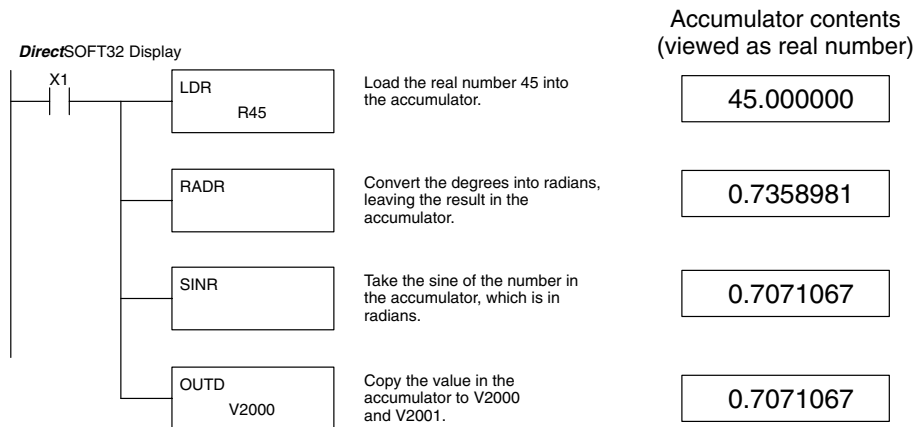 Accumulator contents
(viewed as real number)
DirectSOFT32 Display
X1
LDR
R45
Load the real number 45 into
the accumulator.
45.000000
RADR
Convert the degrees into radians,
leaving the result in the
accumulator.
0.7358981
SINR
Take the sine of the number in
the accumulator, which is in
radians.
0.7071067
OUTD
V2000
Copy the value in the
accumulator to V2000
and V2001.
0.7071067